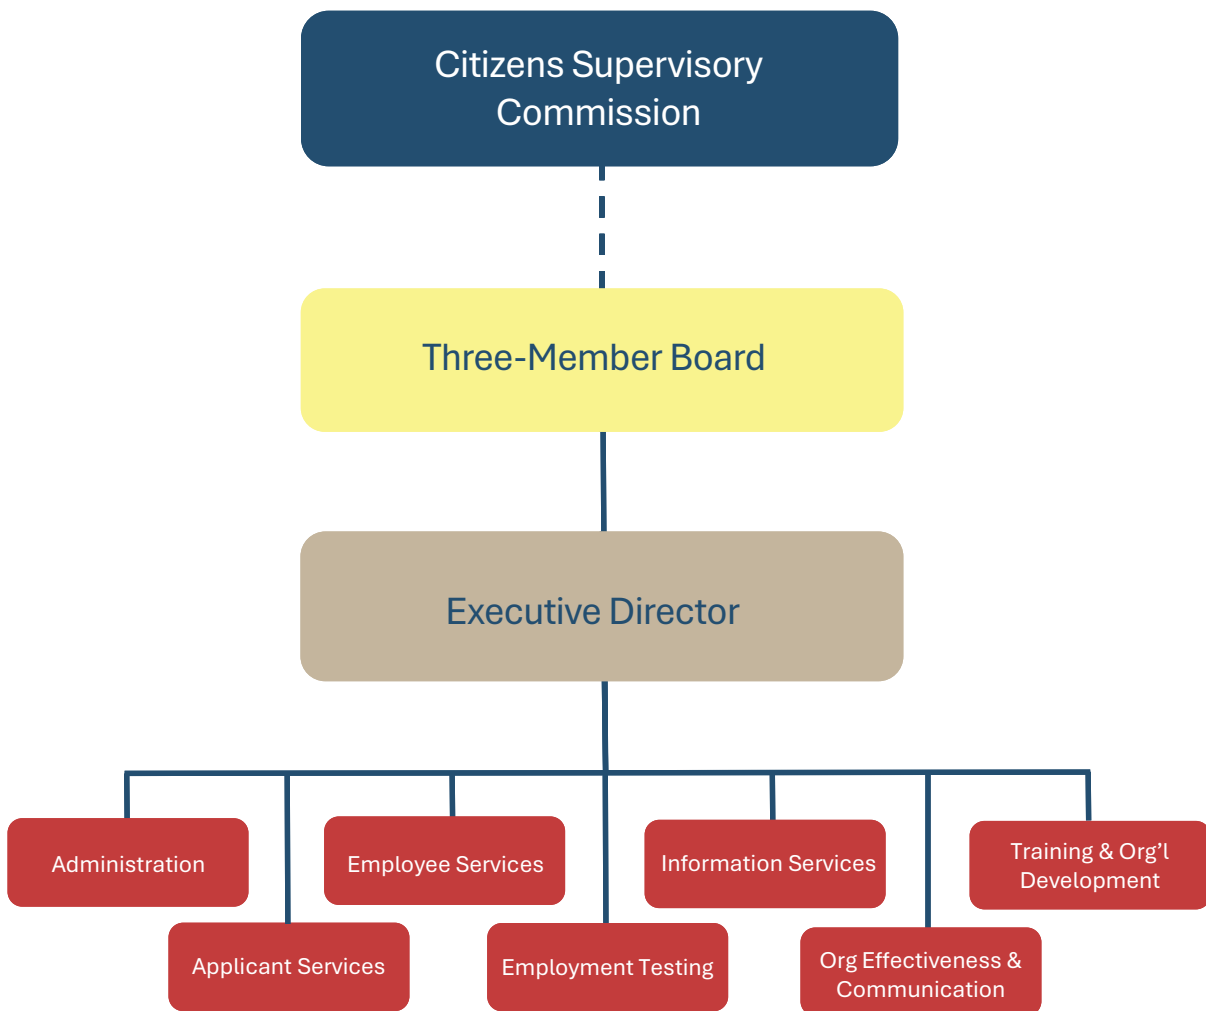 Citizens Supervisory
Commission
Three-Member Board
Executive Director
Administration
Employee Services
Information Services
Training & Org’l
Development
Applicant Services
Employment Testing
Org Effectiveness &
Communication